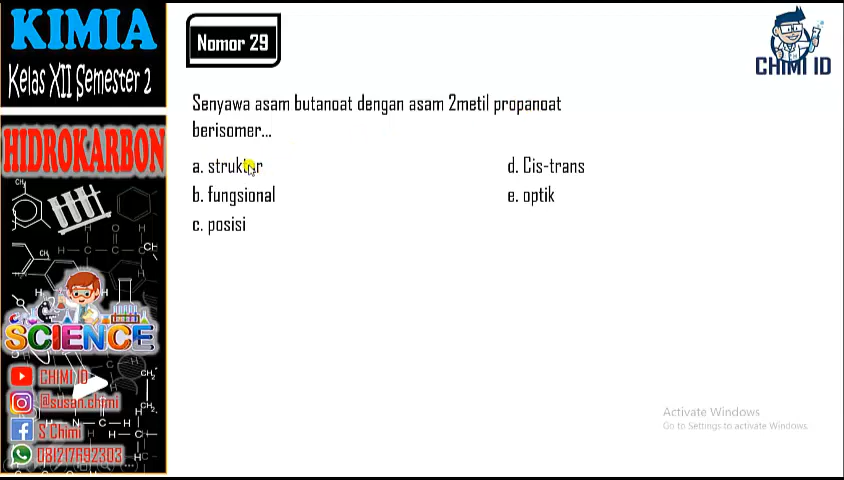 KIMIA
Kelas XII Semester 2
HIDROKARBON
SCIENCE
CHIMI ID
@susan.chimi
S Chimi
081217692303
Nomor 29
CHIMI ID
Senyawa asam butanoat dengan asam 2metil propanoat
berisomer...
a. struktur
b. fungsional
c. posisi
d. Cis-trans
e. optik
Activate Windows
Go to Settings to activate Windows.